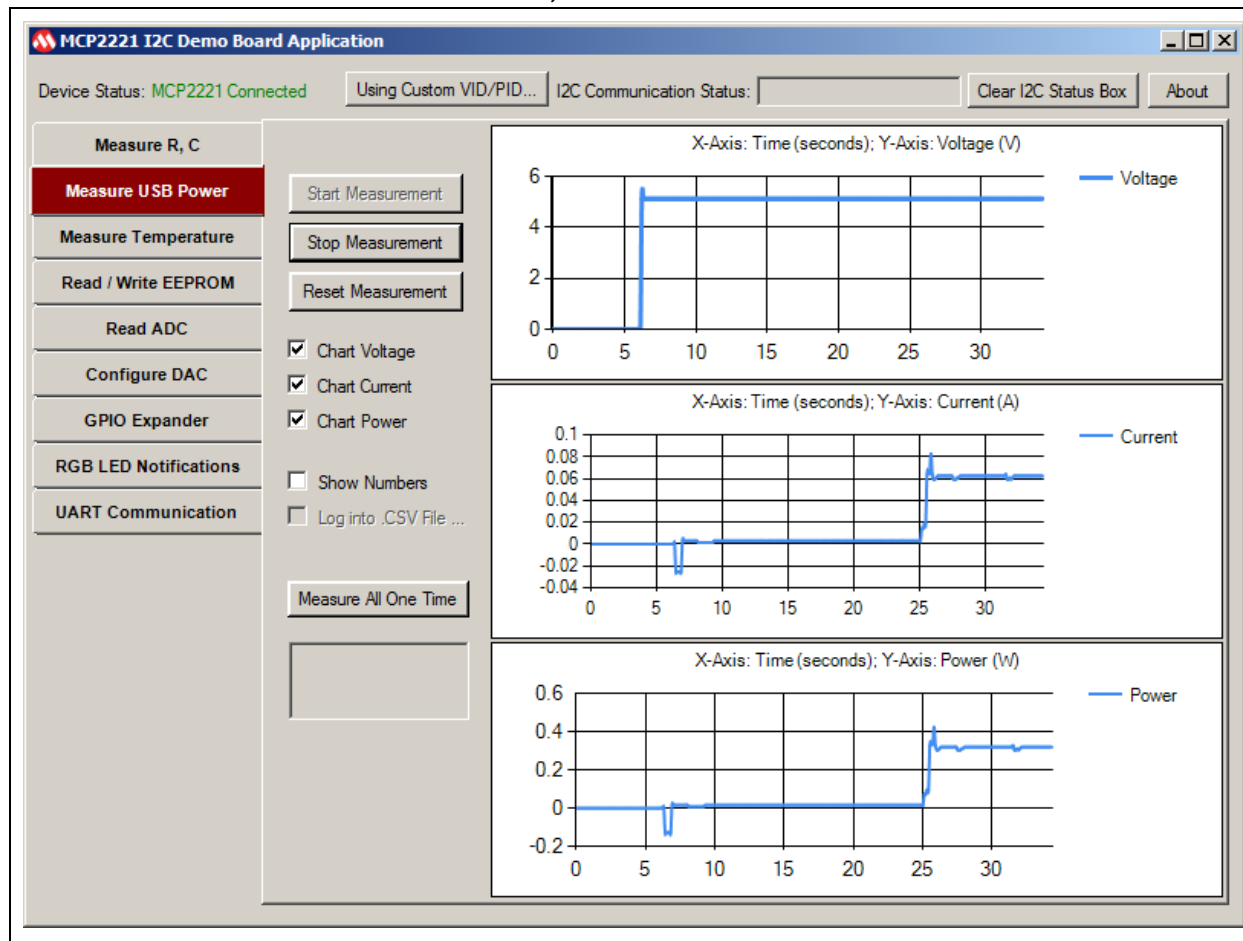 MCP2221 I2C Demo Board Application
Device Status: MCP2221 Connected Using Custom VID/PID... I2C Communication Status: Clear I2C Status Box About
Measure R, C
Measure USB Power
Measure Temperature
Read / Write EEPROM
Read ADC
Configure DAC
GPIO Expander
RGB LED Notifications
UART Communication
Start Measurement
Stop Measurement
Reset Measurement
Chart Voltage
Chart Current
Chart Power
Show Numbers
Log into .CSV File ...
Measure All One Time
X-Axis: Time (seconds); Y-Axis: Voltage (V)
Voltage
6
4
2
0
0 5 10 15 20 25 30
X-Axis: Time (seconds); Y-Axis: Current (A)
Current
0.1
0.08
0.06
0.04
0.02
0
-0.02
-0.04
0 5 10 15 20 25 30
X-Axis: Time (seconds); Y-Axis: Power (W)
Power
0.6
0.4
0.2
0
-0.2
0 5 10 15 20 25 30